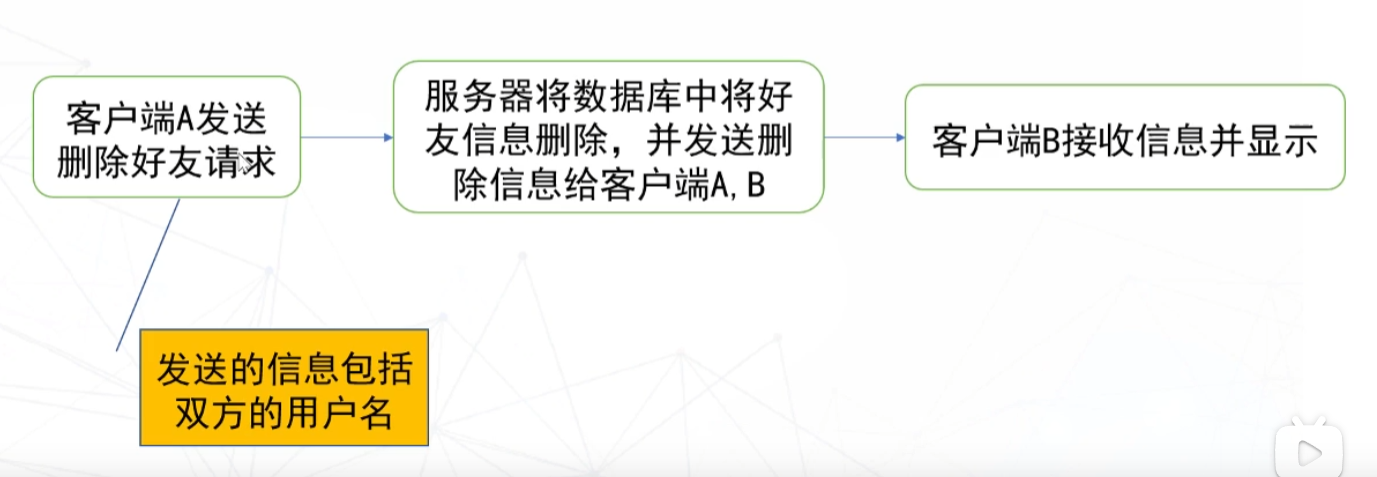 客户端A发送
删除好友请求
服务器将数据库中将好
友信息删除，并发送删
除信息给客户端A,B
客户端B接收信息并显示
发送的信息包括
双方的用户名